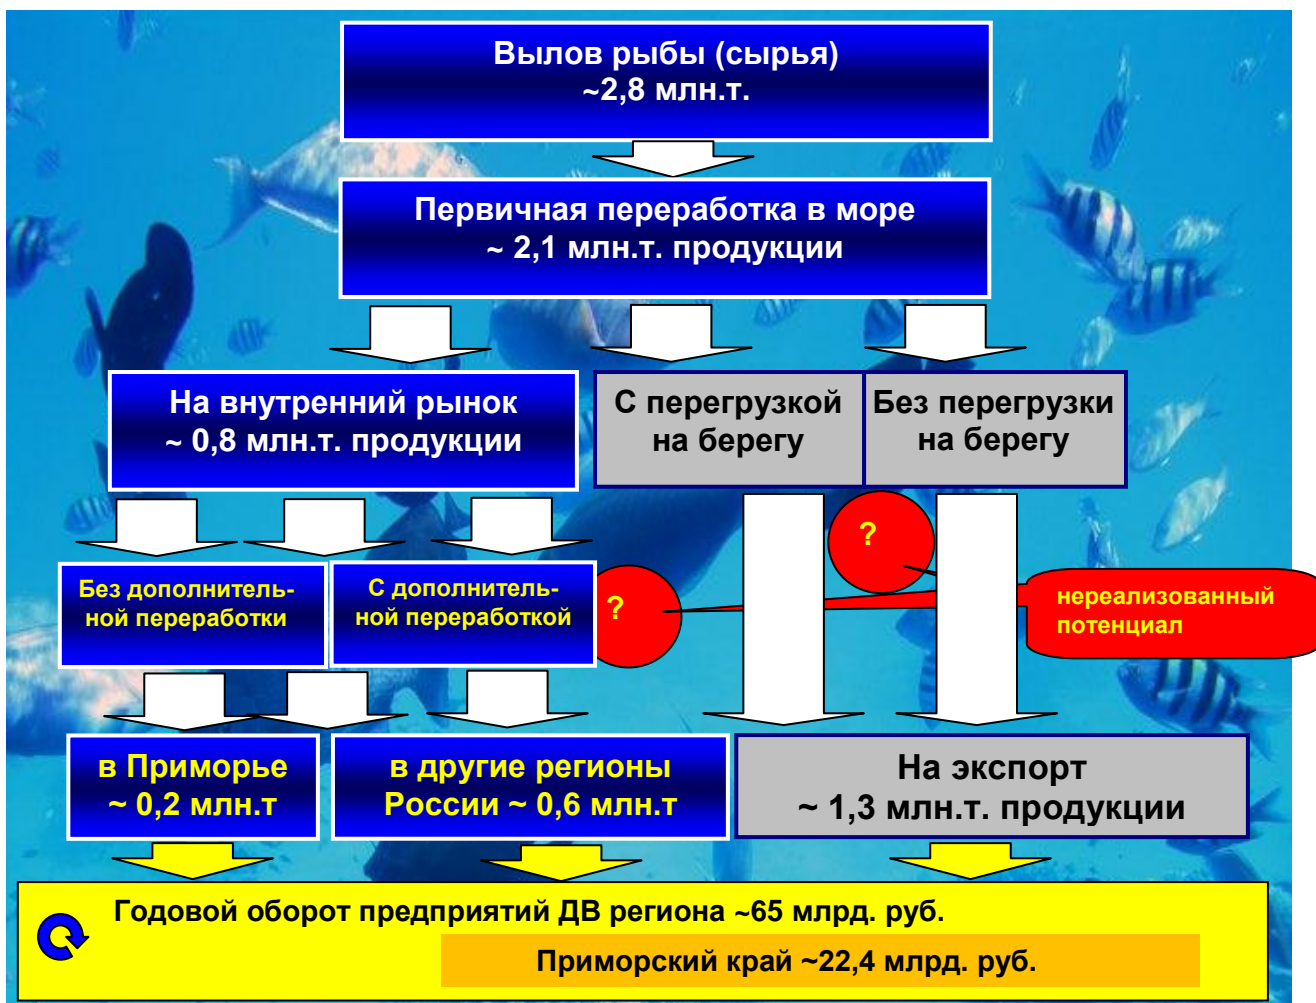 Вылов рыбы (сырья)
~2,8 млн.т.
Первичная переработка в море
~ 2,1 млн.т. продукции
На внутренний рынок
~ 0,8 млн.т. продукции
С перегрузкой
на берегу
Без перегрузки
на берегу
?
?
нереализованный
потенциал
Без дополнитель-
ной переработки
С дополнитель-
ной переработкой
в Приморье
~ 0,2 млн.т
в другие регионы
России ~ 0,6 млн.т
На экспорт
~ 1,3 млн.т. продукции
Годовой оборот предприятий ДВ региона ~65 млрд. руб.
Приморский край ~22,4 млрд. руб.